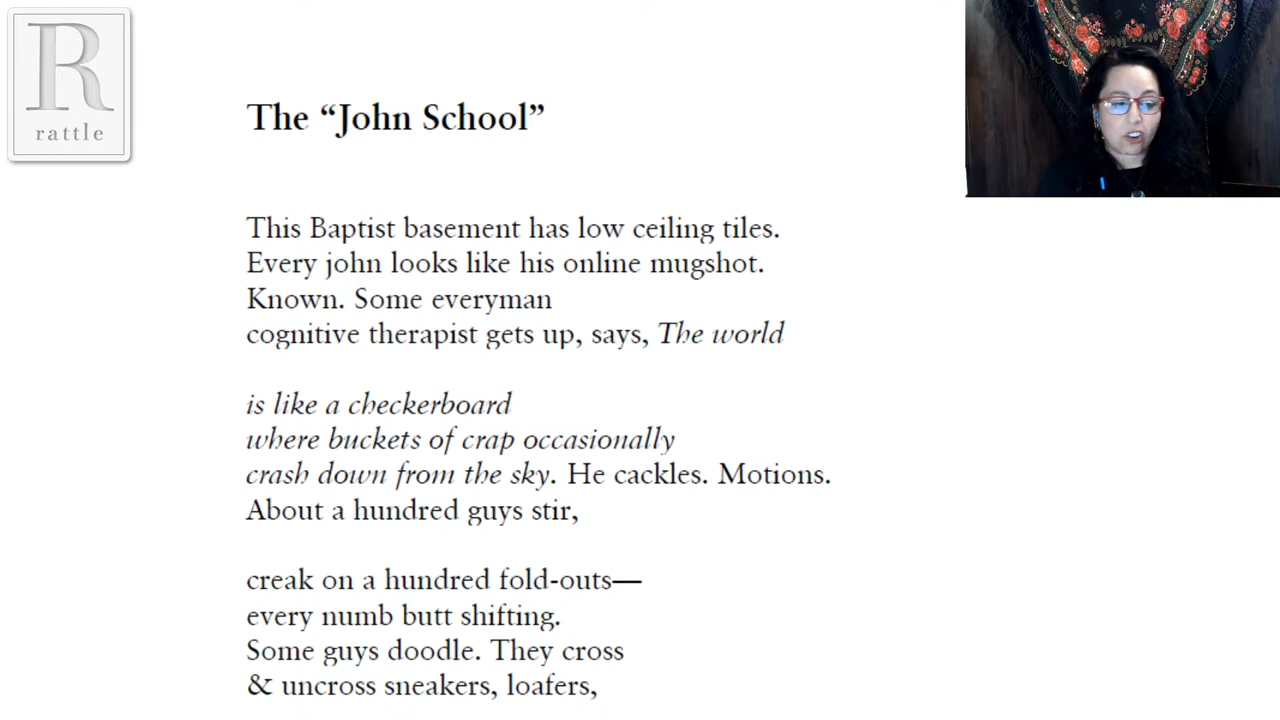 R
rattle
The “John School”
This Baptist basement has low ceiling tiles.
Every john looks like his online mugshot.
Known. Some everyman
cognitive therapist gets up, says, The world
is like a checkerboard
where buckets of crap occasionally
crash down from the sky. He cackles. Motions.
About a hundred guys stir,
creak on a hundred fold-outs—
every numb butt shifting.
Some guys doodle. They cross
& uncross sneakers, loafers,